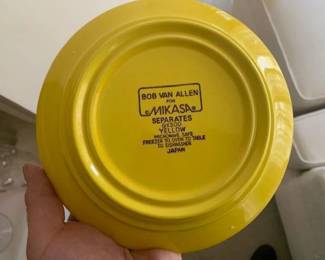 BOB VAN ALLEN
FOR
MIKASA
SEPARATES
YELLOW
MICROWAVE SAFE
FREEZER TO OVEN TO TABLE
TO DISHWASHER
JAPAN